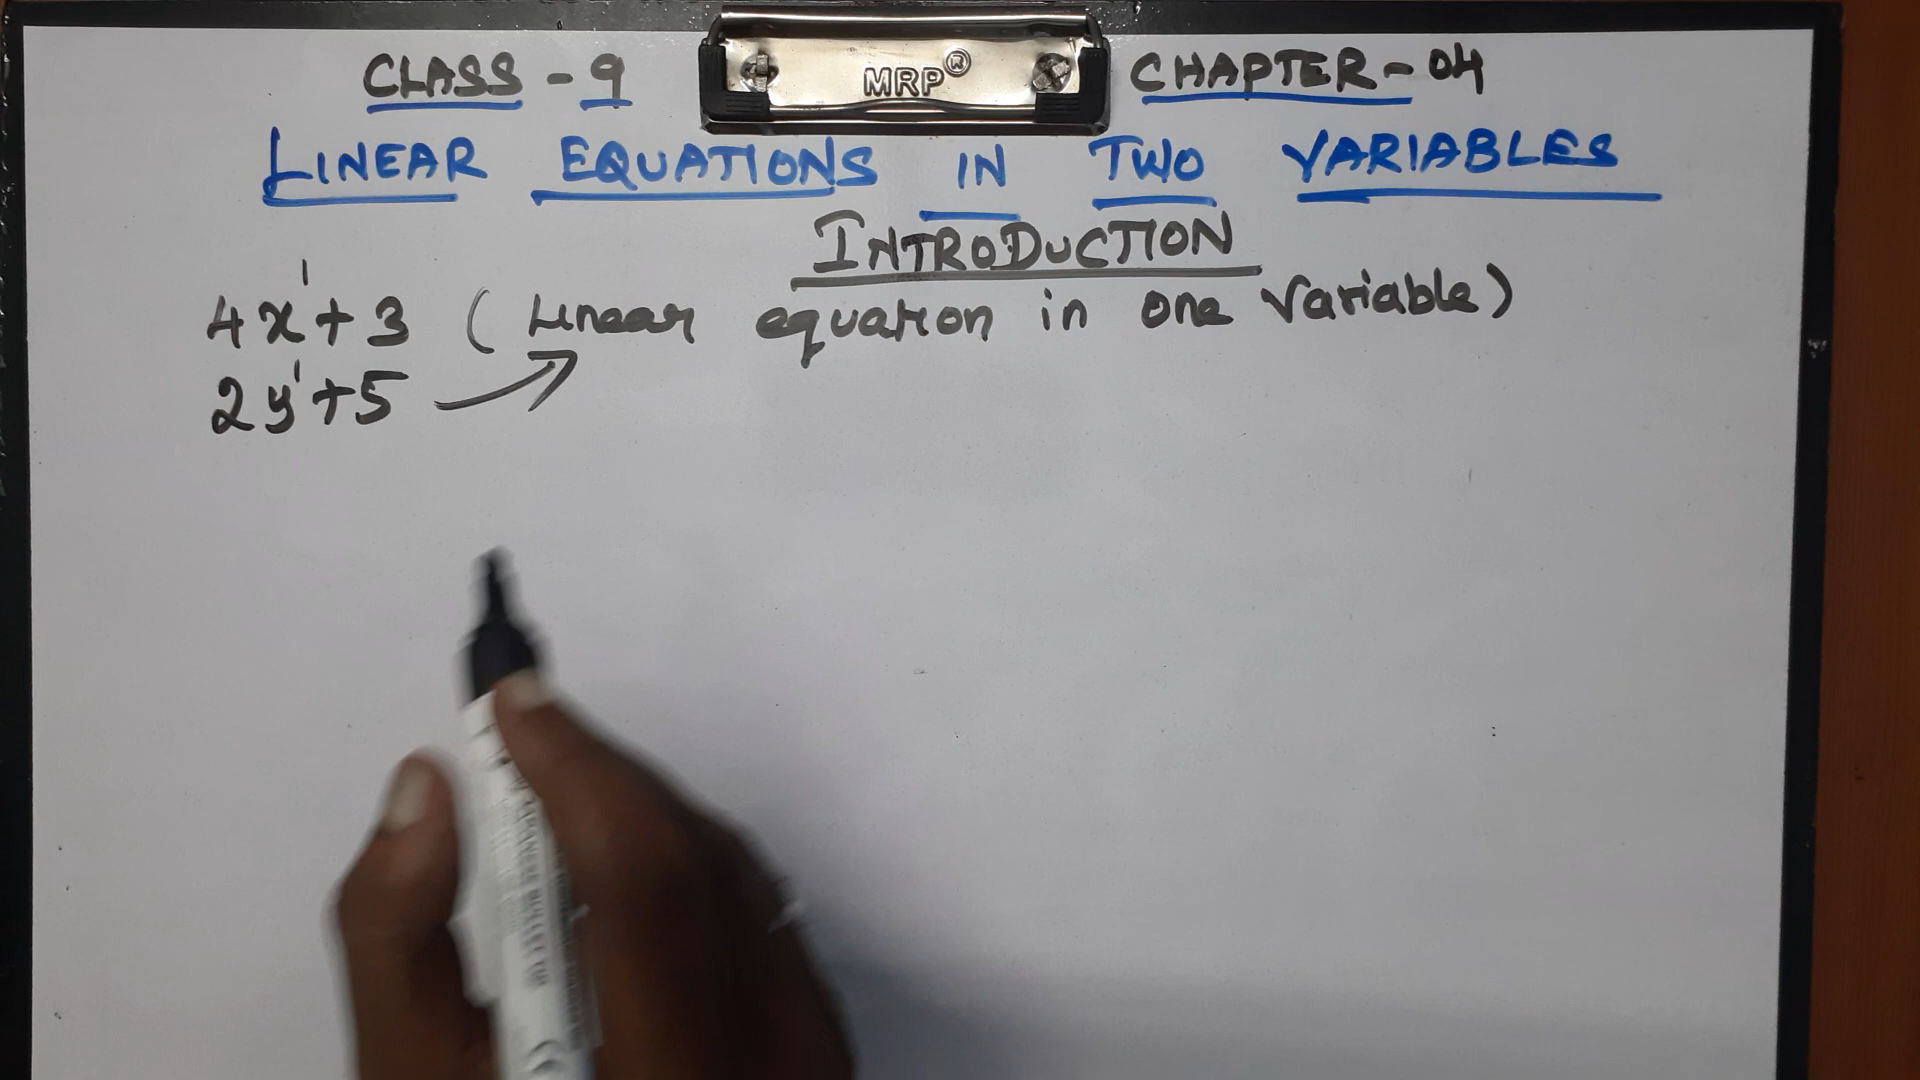 CLASS - 9
MRP®
CHAPTER - 04
LINEAR EQUATIONS IN TWO VARIABLES
INTRODUCTION
4x¹ + 3 ( Linear equation in one variable)
2y¹ + 5